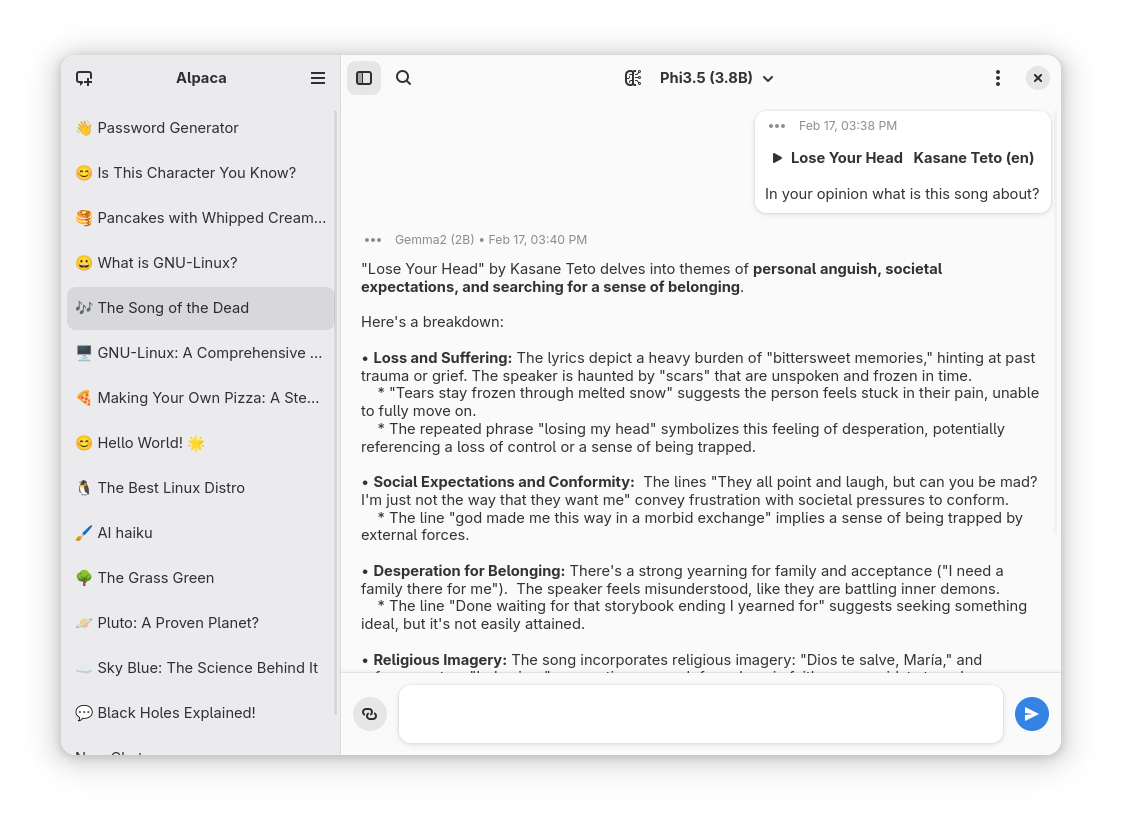 Alpaca
👋 Password Generator
😊 Is This Character You Know?
🥞 Pancakes with Whipped Cream...
😀 What is GNU-Linux?
🎶 The Song of the Dead
🖥️ GNU-Linux: A Comprehensive ...
🍕 Making Your Own Pizza: A Ste...
😊 Hello World! 🌟
🐧 The Best Linux Distro
🖌️ AI haiku
🌳 The Grass Green
🪐 Pluto: A Proven Planet?
☁️ Sky Blue: The Science Behind It
💬 Black Holes Explained!
Phi3.5 (3.8B)
Feb 17, 03:38 PM
Lose Your Head Kasane Teto (en)
In your opinion what is this song about?
Gemma2 (2B) • Feb 17, 03:40 PM
"Lose Your Head" by Kasane Teto delves into themes of personal anguish, societal
expectations, and searching for a sense of belonging.
Here's a breakdown:
• Loss and Suffering: The lyrics depict a heavy burden of "bittersweet memories," hinting at past
trauma or grief. The speaker is haunted by "scars" that are unspoken and frozen in time.
* "Tears stay frozen through melted snow" suggests the person feels stuck in their pain, unable
to fully move on.
* The repeated phrase "losing my head" symbolizes this feeling of desperation, potentially
referencing a loss of control or a sense of being trapped.
• Social Expectations and Conformity:  The lines "They all point and laugh, but can you be mad?
I'm just not the way that they want me" convey frustration with societal pressures to conform.
* The line "god made me this way in a morbid exchange" implies a sense of being trapped by
external forces.
• Desperation for Belonging: There's a strong yearning for family and acceptance ("I need a
family there for me").  The speaker feels misunderstood, like they are battling inner demons.
* The line "Done waiting for that storybook ending I yearned for" suggests seeking something
ideal, but it's not easily attained.
• Religious Imagery: The song incorporates religious imagery: "Dios te salve, María," and